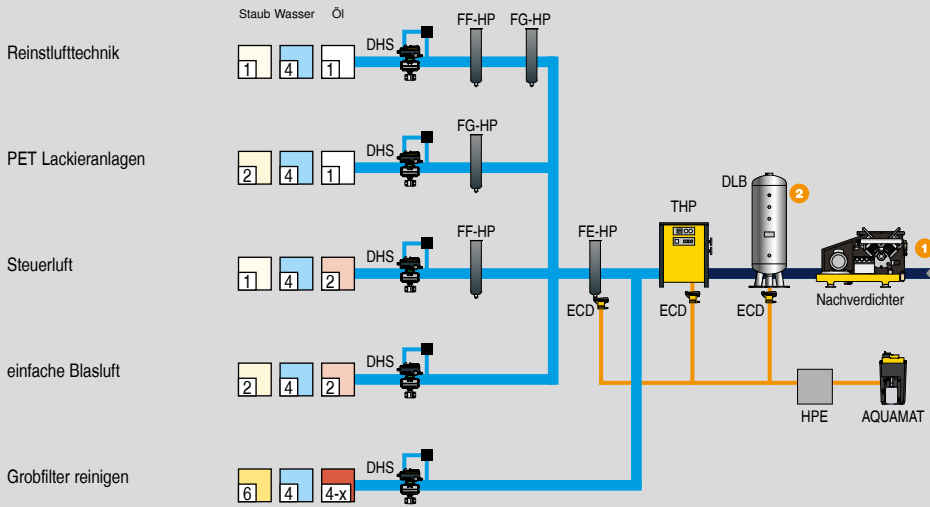 Staub Wasser Öl
Reinstlufttechnik
1 4 1
DHS
FF-HP
FG-HP
PET Lackieranlagen
2 4 1
DHS
FG-HP
Steuerluft
1 4 2
DHS
FF-HP
FE-HP
ECD
THP
ECD
DLB
2
ECD
1
Nachverdichter
einfache Blasluft
2 4 2
DHS
HPE
AQUAMAT
Grobfilter reinigen
6 4 4-x
DHS